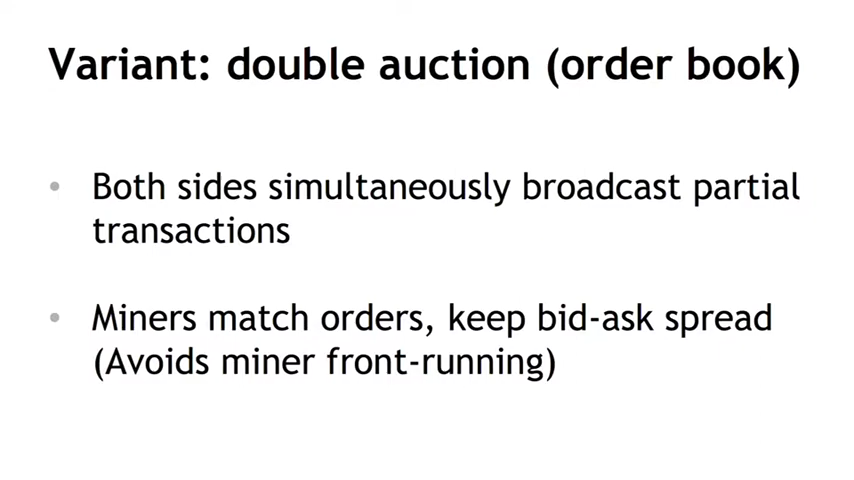 Variant: double auction (order book)
• Both sides simultaneously broadcast partial
transactions
• Miners match orders, keep bid-ask spread
(Avoids miner front-running)